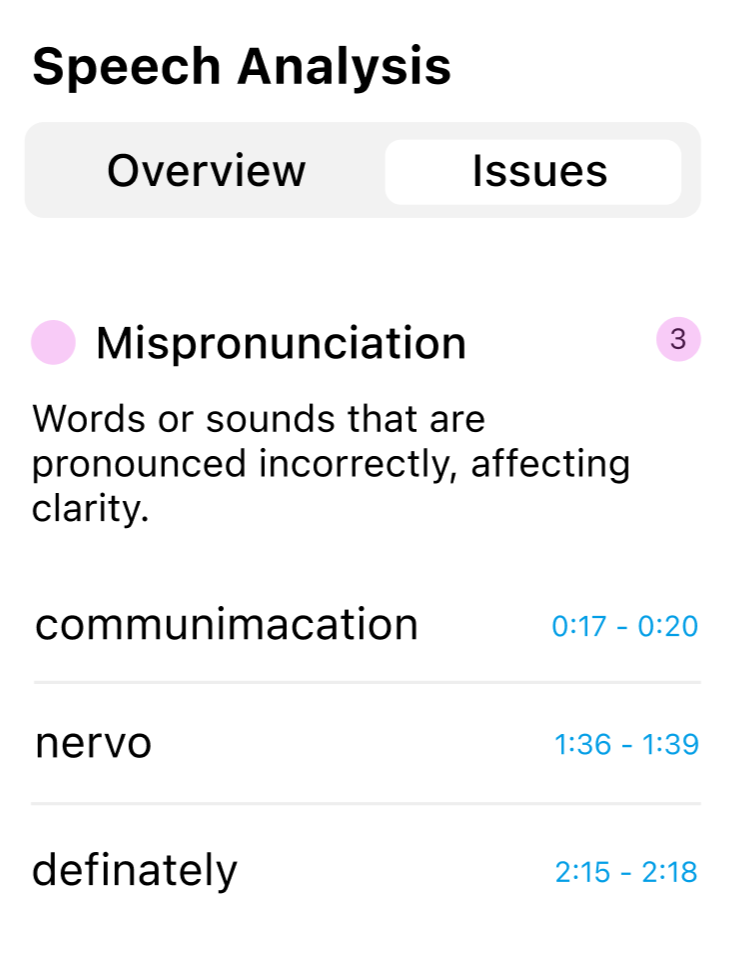 Speech Analysis
Overview
Issues
Mispronunciation
3
Words or sounds that are
pronounced incorrectly, affecting
clarity.
communimacation
0:17 - 0:20
nervo
1:36 - 1:39
definately
2:15 - 2:18